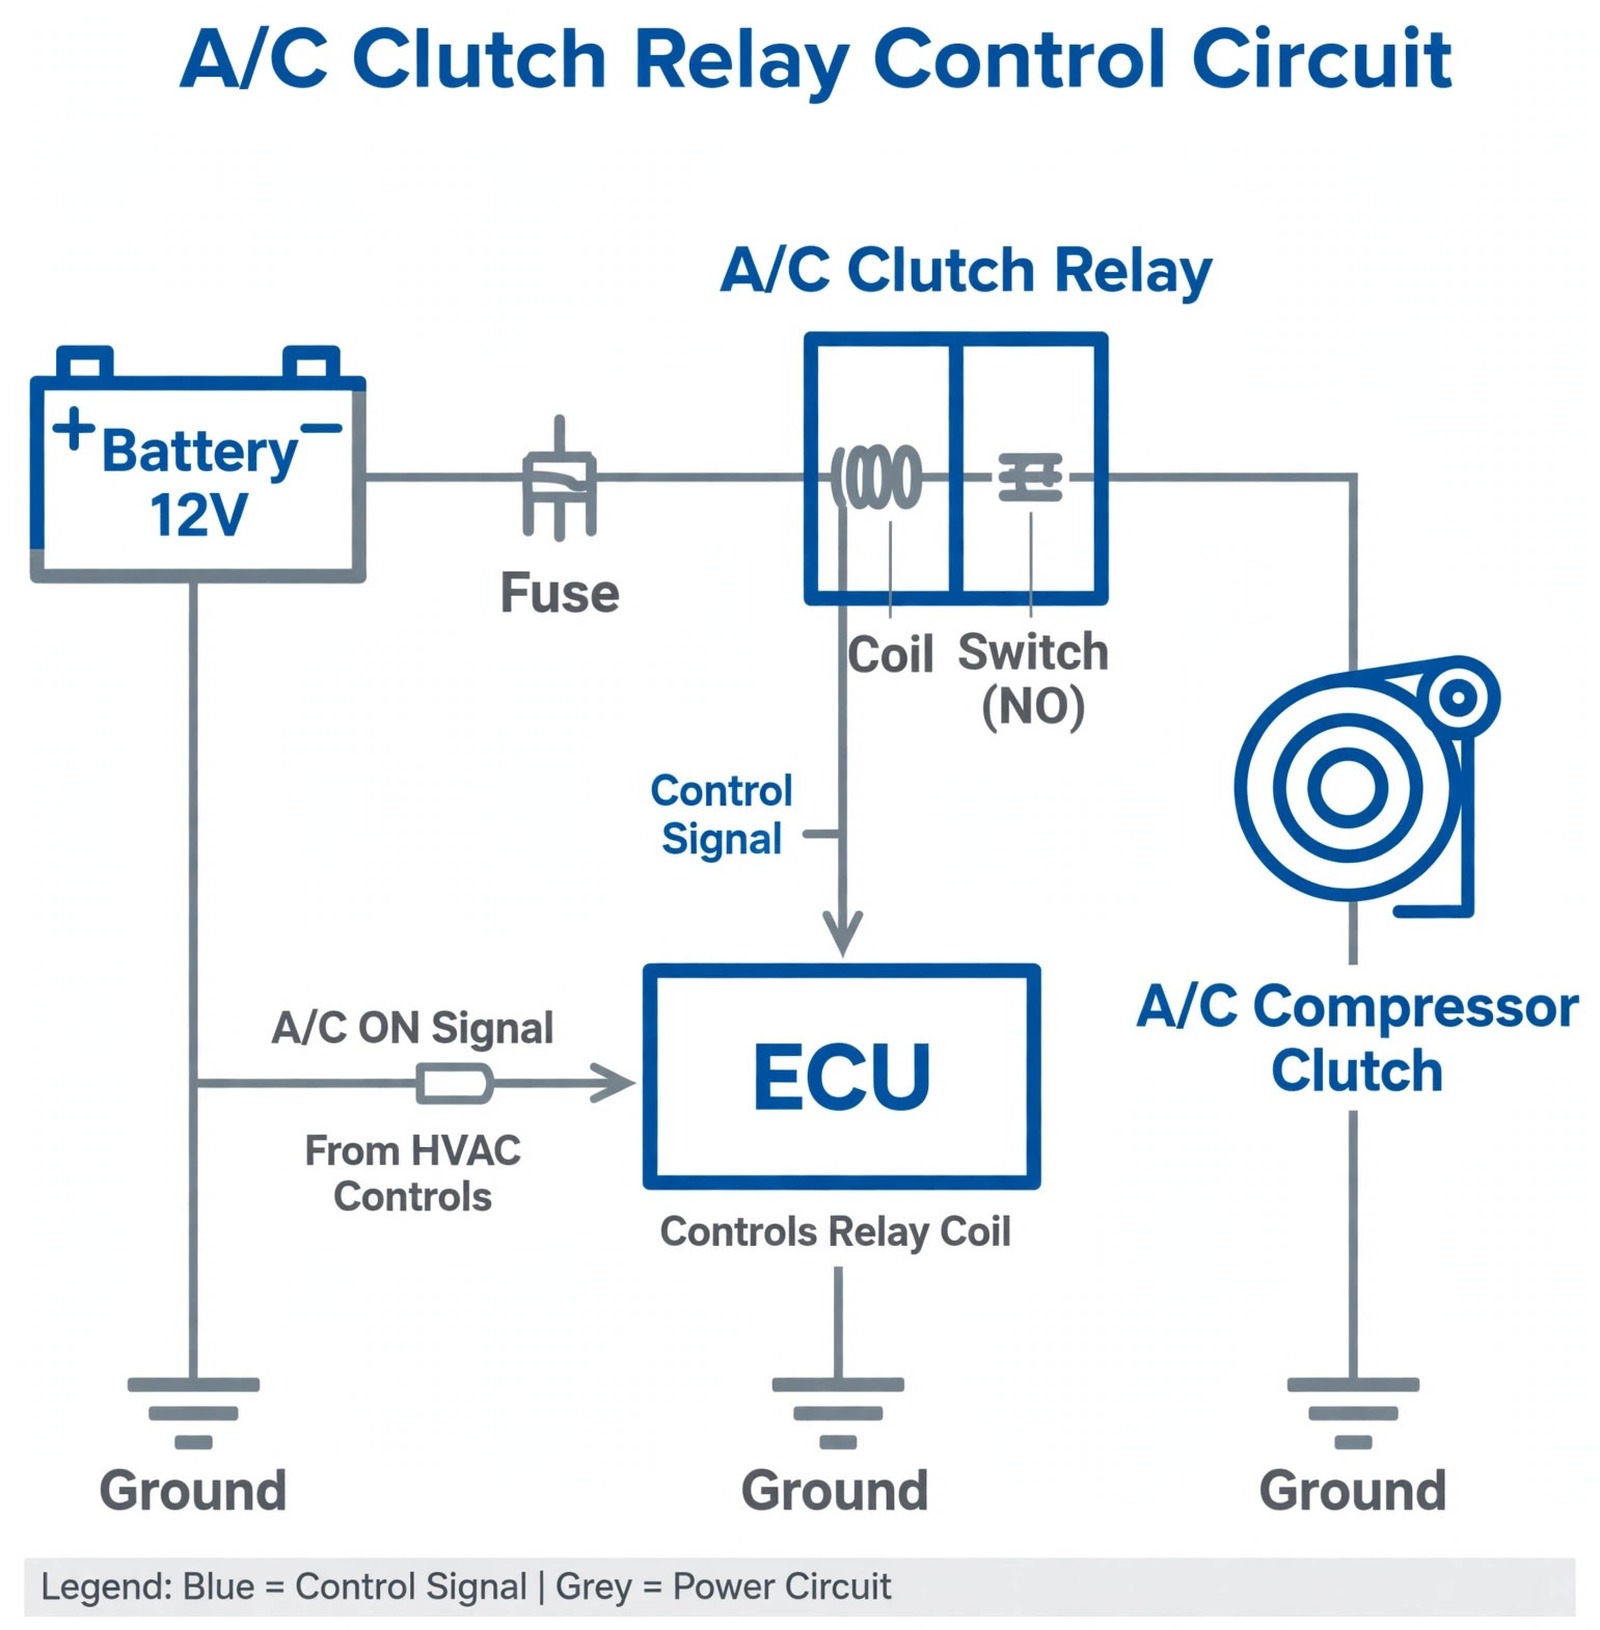 A/C Clutch Relay Control Circuit
A/C Clutch Relay
+ Battery −
12V
Fuse
Coil
Switch
(NO)
Control
Signal
A/C ON Signal
From HVAC
Controls
ECU
Controls Relay Coil
A/C Compressor
Clutch
Ground
Ground
Ground
Legend: Blue = Control Signal | Grey = Power Circuit